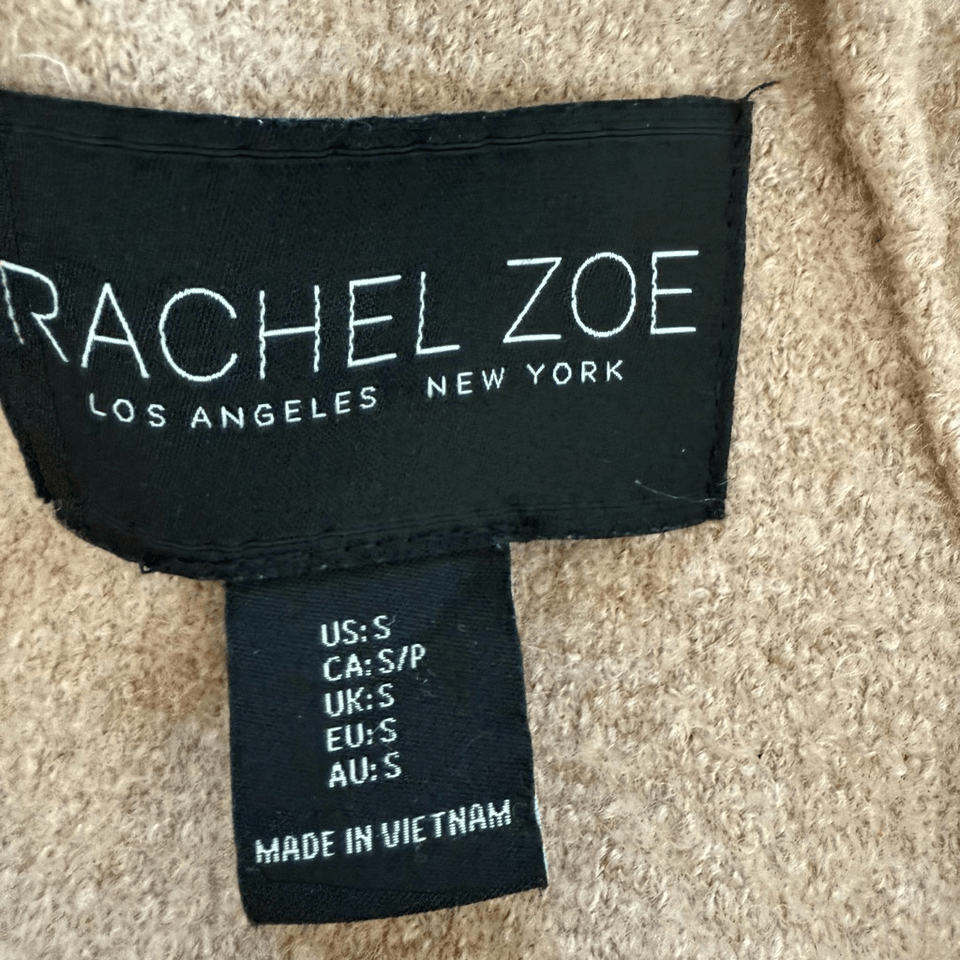 RACHEL ZOE
LOS ANGELES NEW YORK
US: S
CA: S/P
UK: S
EU: S
AU: S
MADE IN VIETNAM